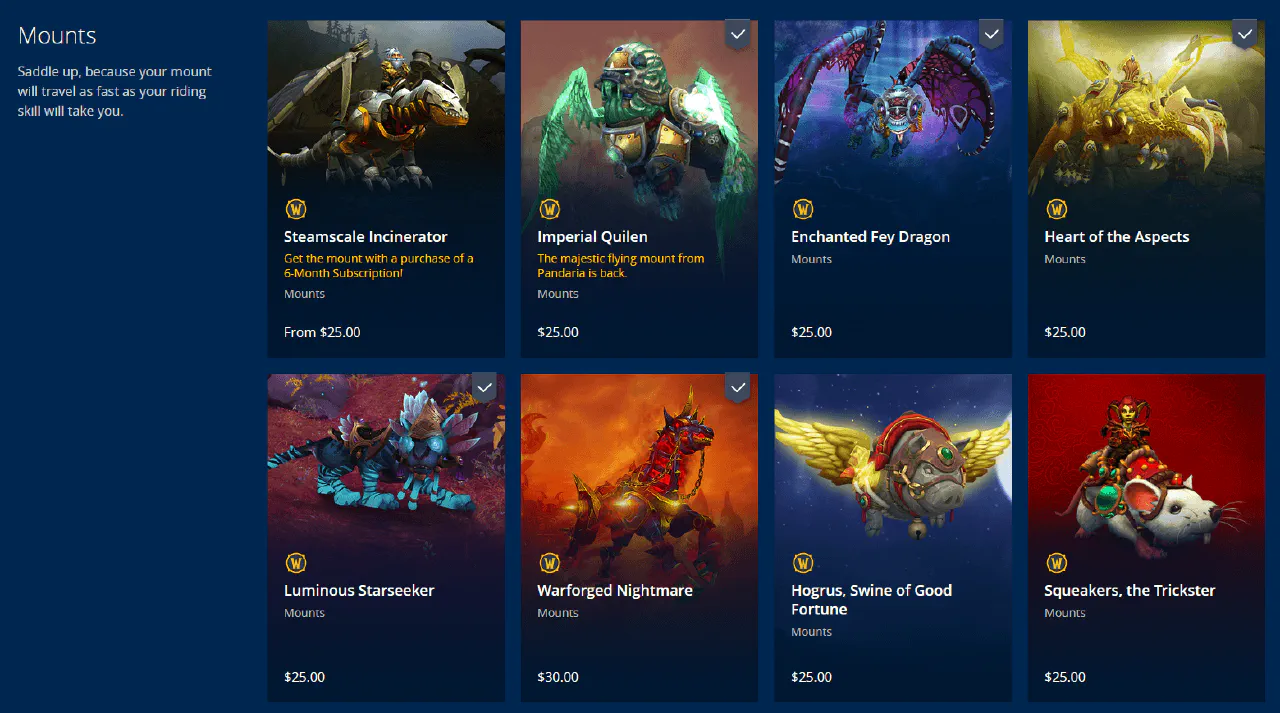 Mounts
Saddle up, because your mount
will travel as fast as your riding
skill will take you.
Steamscale Incinerator
Get the mount with a purchase of a
6-Month Subscription!
Mounts
From $25.00
Imperial Quilen
The majestic flying mount from
Pandaria is back.
Mounts
$25.00
Enchanted Fey Dragon
Mounts
$25.00
Heart of the Aspects
Mounts
$25.00
Luminous Starseeker
Mounts
$25.00
Warforged Nightmare
Mounts
$30.00
Hogrus, Swine of Good
Fortune
Mounts
$25.00
Squeakers, the Trickster
Mounts
$25.00